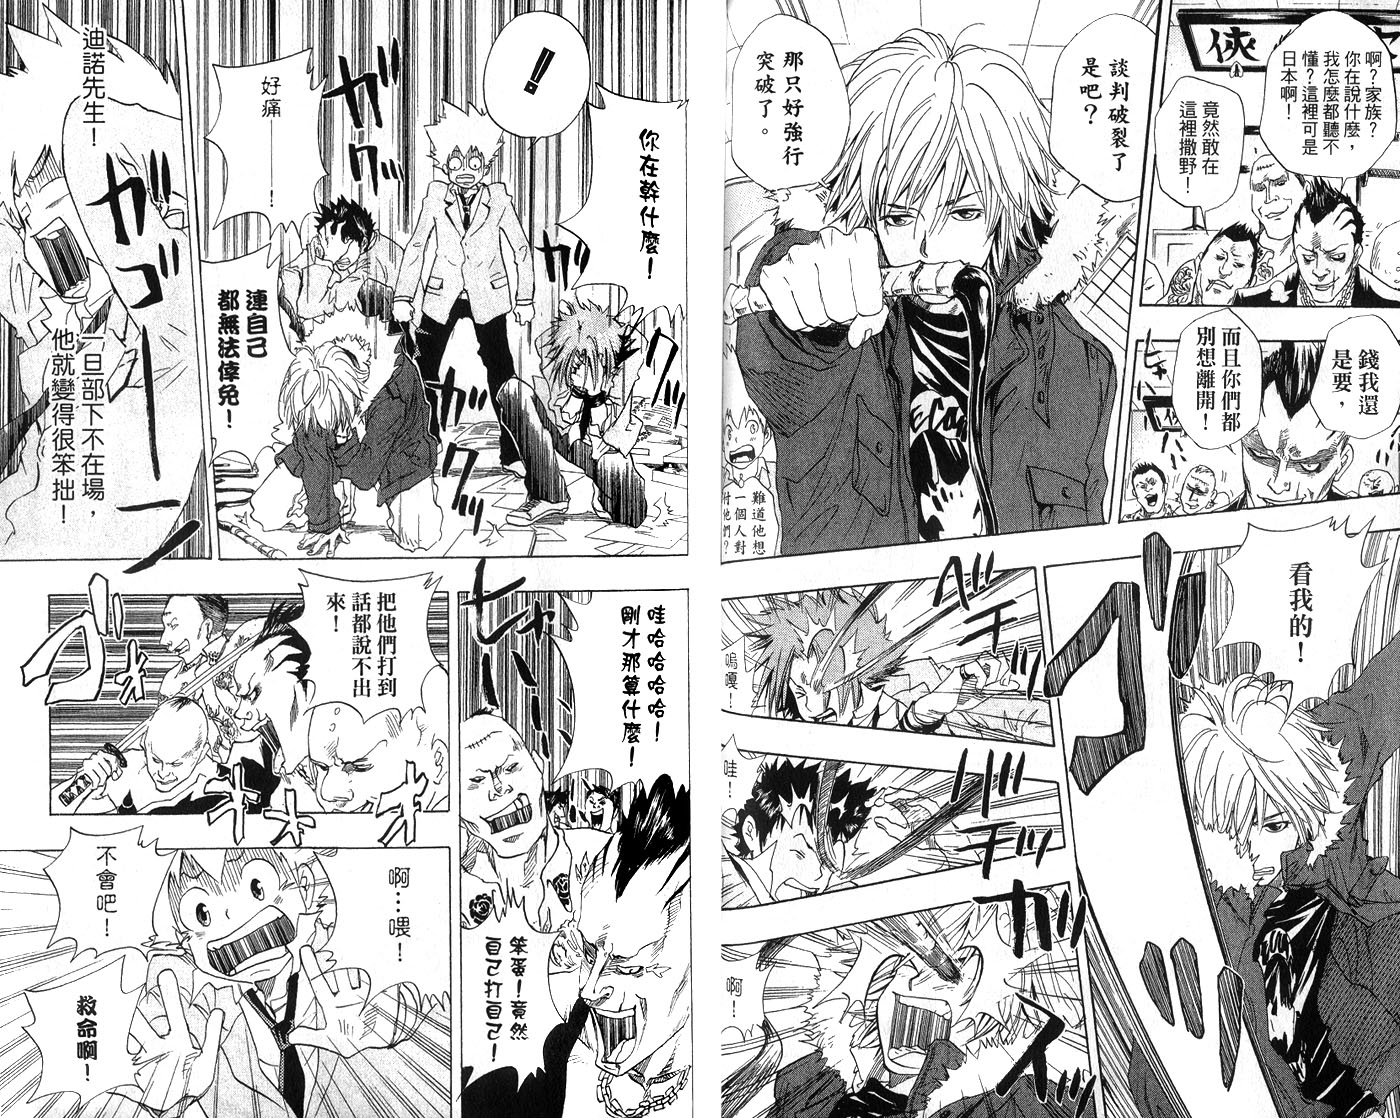 俠
啊？家族？
你在說什麼，
我怎麼都聽不
懂？這裡可是
日本啊！
竟然敢在
這裡撒野！
談判破裂了
是吧？
那只好強行
突破了。
錢我還
是要，
而且你們都
別想離開！
難道他想
一個人對
付他們？
看我的！
嗚嘎！
哇！
啊！
你在幹什麼！
！
好痛─！
連自己
都無法倖免！
迪諾先生！
一旦部下不在場，
他就變得很笨拙！
哇哈哈哈哈！
剛才那算什麼！
笨蛋！竟然
自己打自己！
把他們打到
話都說不出
來！
啊…喂！
不會吧！
救命啊！